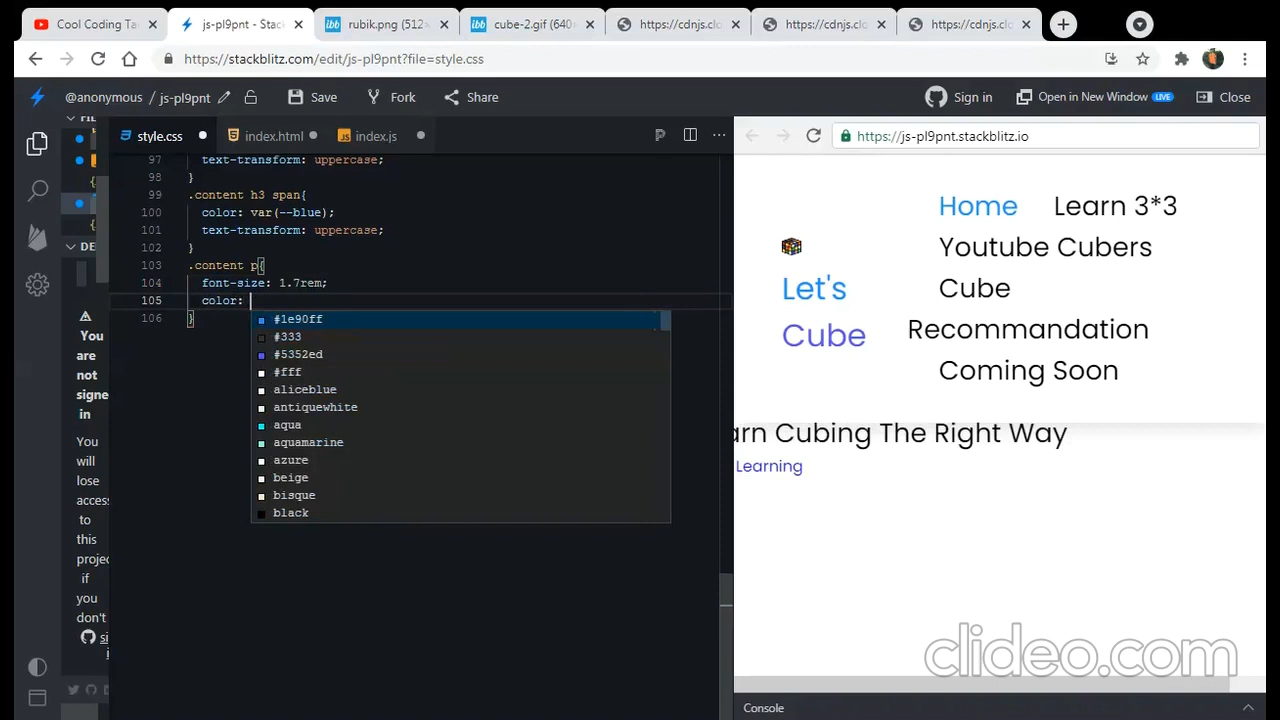 Cool Coding Ta
js-pl9pnt - Stac
rubik.png (512×
cube-2.gif (640×
https://cdnjs.clo
https://cdnjs.clo
https://cdnjs.clo
https://stackblitz.com/edit/js-pl9pnt?file=style.css
@anonymous / js-pl9pnt
Save
Fork
Share
Sign in
Open in New Window LIVE
Close
FIL
style.css
index.html
index.js
https://js-pl9pnt.stackblitz.io
97 text-transform: uppercase;
98 }
99 .content h3 span{
100 color: var(--blue);
101 text-transform: uppercase;
102 }
103 .content p{
104 font-size: 1.7rem;
105 color:
106 }
#1e90ff
#333
#5352ed
#fff
aliceblue
antiquewhite
aqua
aquamarine
azure
beige
bisque
black
DE
You
are
not
signe
in
You
will
lose
access
to
this
projec
if
you
don't
si
Home Learn 3*3
Youtube Cubers
Let's
Cube
Cube
Recommandation
Coming Soon
arn Cubing The Right Way
Learning
clideo.com
Console